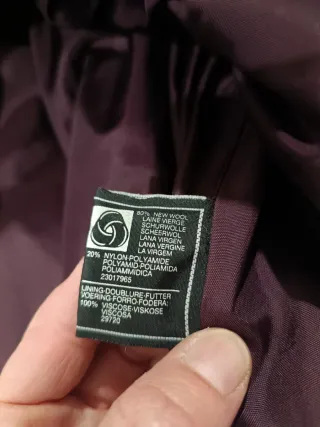 80% NEW WOOL
LAINE VIERGE
SCHURWOLLE
SCHEERWOL
LANA VIRGEN
LANA VERGINE
LA VIRGEM
20% NYLON-POLYAMIDE
POLYAMID-POLIAMIDA
POLIAMMIDICA
23017965
LINING-DOUBLURE-FUTTER
VOERING-FORRO-FODERA:
100% VISCOSE-VISKOSE
VISCOSA
29720